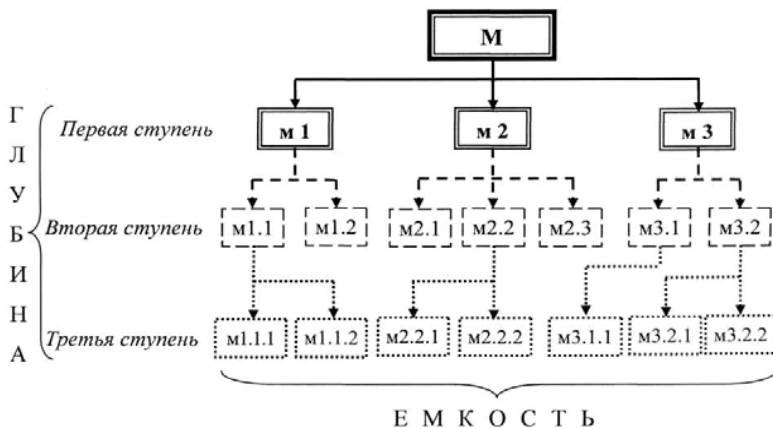 М
Первая ступень
м 1
м 2
м 3
Вторая ступень
м1.1
м1.2
м2.1
м2.2
м2.3
м3.1
м3.2
Третья ступень
м1.1.1
м1.1.2
м2.2.1
м2.2.2
м3.1.1
м3.2.1
м3.2.2
ГЛУБИНА
ЕМКОСТЬ